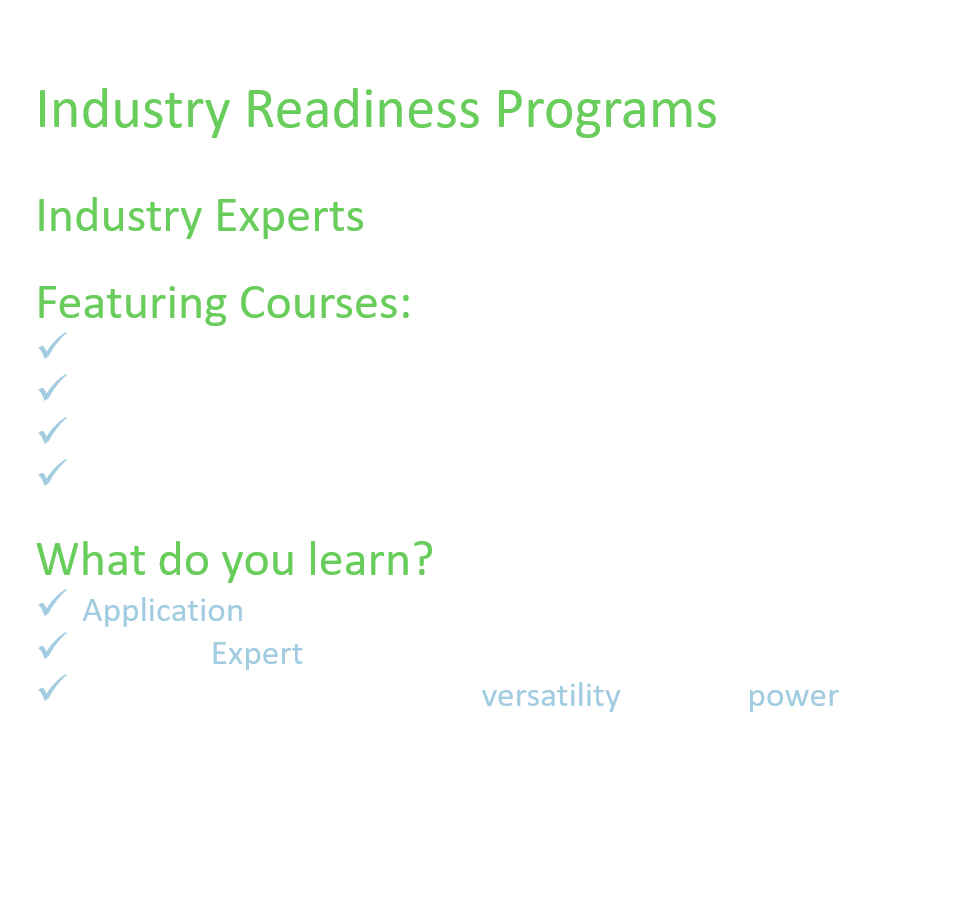 Industry Readiness Programs
Industry Experts
Featuring Courses:
✓
✓
✓
✓
What do you learn?
✓ Application
✓ Expert
✓ versatility power